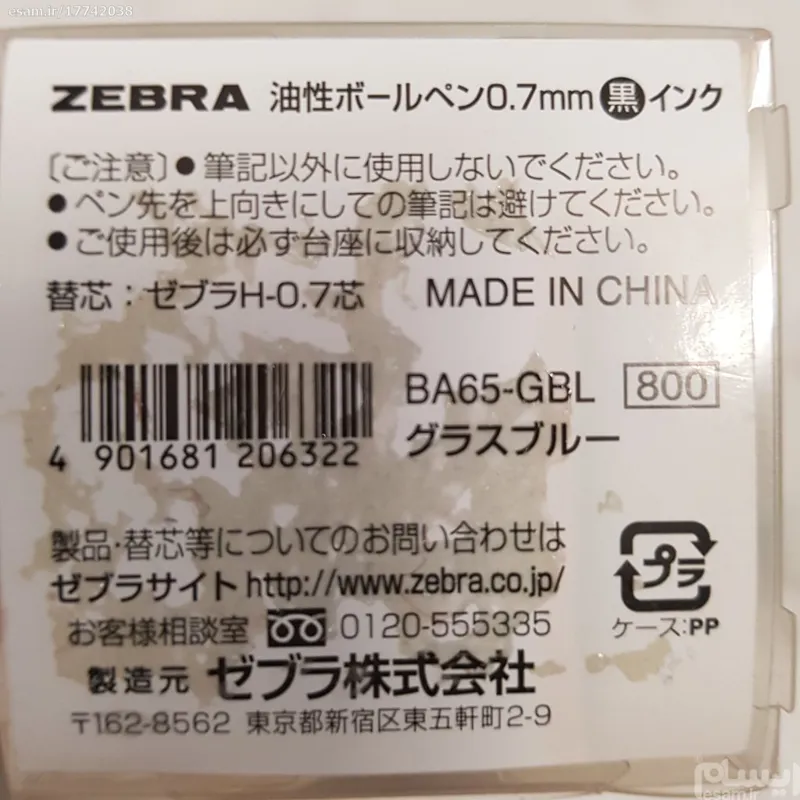 esam.ir/17742038
ZEBRA 油性ボールペン0.7mm 黒 インク
〔ご注意〕●筆記以外に使用しないでください。
●ペン先を上向きにしての筆記は避けてください。
●ご使用後は必ず台座に収納してください。
替芯：ゼブラH-0.7芯 MADE IN CHINA
BA65-GBL 800
グラスブルー
4 901681 206322
製品·替芯等についてのお問い合わせは
ゼブラサイト http://www.zebra.co.jp/
プラ
お客様相談室 0120-555335
ケース:PP
製造元 ゼブラ株式会社
〒162-8562 東京都新宿区東五軒町2-9
ایسام
esam.ir